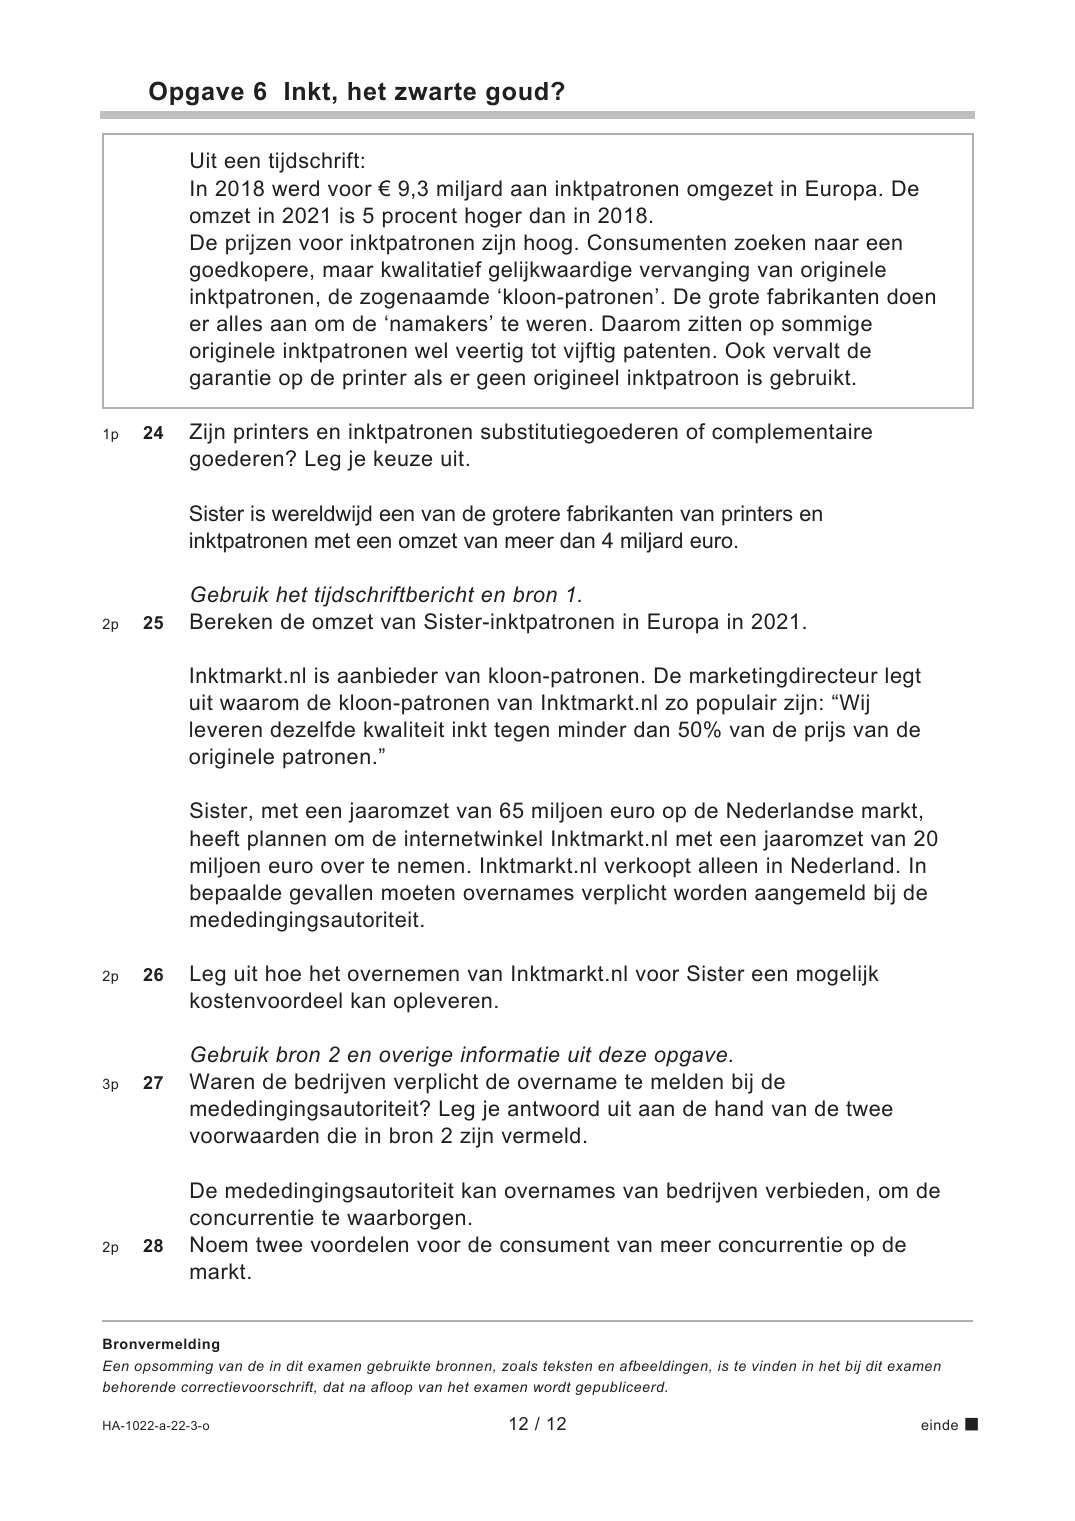 Opgave 6 Inkt, het zwarte goud?
Uit een tijdschrift:
In 2018 werd voor € 9,3 miljard aan inktpatronen omgezet in Europa. De
omzet in 2021 is 5 procent hoger dan in 2018.
De prijzen voor inktpatronen zijn hoog. Consumenten zoeken naar een
goedkopere, maar kwalitatief gelijkwaardige vervanging van originele
inktpatronen, de zogenaamde ‘kloon-patronen’. De grote fabrikanten doen
er alles aan om de ‘namakers’ te weren. Daarom zitten op sommige
originele inktpatronen wel veertig tot vijftig patenten. Ook vervalt de
garantie op de printer als er geen origineel inktpatroon is gebruikt.
1p 24 Zijn printers en inktpatronen substitutiegoederen of complementaire
goederen? Leg je keuze uit.
Sister is wereldwijd een van de grotere fabrikanten van printers en
inktpatronen met een omzet van meer dan 4 miljard euro.
Gebruik het tijdschriftbericht en bron 1.
2p 25 Bereken de omzet van Sister-inktpatronen in Europa in 2021.
Inktmarkt.nl is aanbieder van kloon-patronen. De marketingdirecteur legt
uit waarom de kloon-patronen van Inktmarkt.nl zo populair zijn: “Wij
leveren dezelfde kwaliteit inkt tegen minder dan 50% van de prijs van de
originele patronen.”
Sister, met een jaaromzet van 65 miljoen euro op de Nederlandse markt,
heeft plannen om de internetwinkel Inktmarkt.nl met een jaaromzet van 20
miljoen euro over te nemen. Inktmarkt.nl verkoopt alleen in Nederland. In
bepaalde gevallen moeten overnames verplicht worden aangemeld bij de
mededingingsautoriteit.
2p 26 Leg uit hoe het overnemen van Inktmarkt.nl voor Sister een mogelijk
kostenvoordeel kan opleveren.
Gebruik bron 2 en overige informatie uit deze opgave.
3p 27 Waren de bedrijven verplicht de overname te melden bij de
mededingingsautoriteit? Leg je antwoord uit aan de hand van de twee
voorwaarden die in bron 2 zijn vermeld.
De mededingingsautoriteit kan overnames van bedrijven verbieden, om de
concurrentie te waarborgen.
2p 28 Noem twee voordelen voor de consument van meer concurrentie op de
markt.
Bronvermelding
Een opsomming van de in dit examen gebruikte bronnen, zoals teksten en afbeeldingen, is te vinden in het bij dit examen
behorende correctievoorschrift, dat na afloop van het examen wordt gepubliceerd.
HA-1022-a-22-3-o 12 / 12 einde